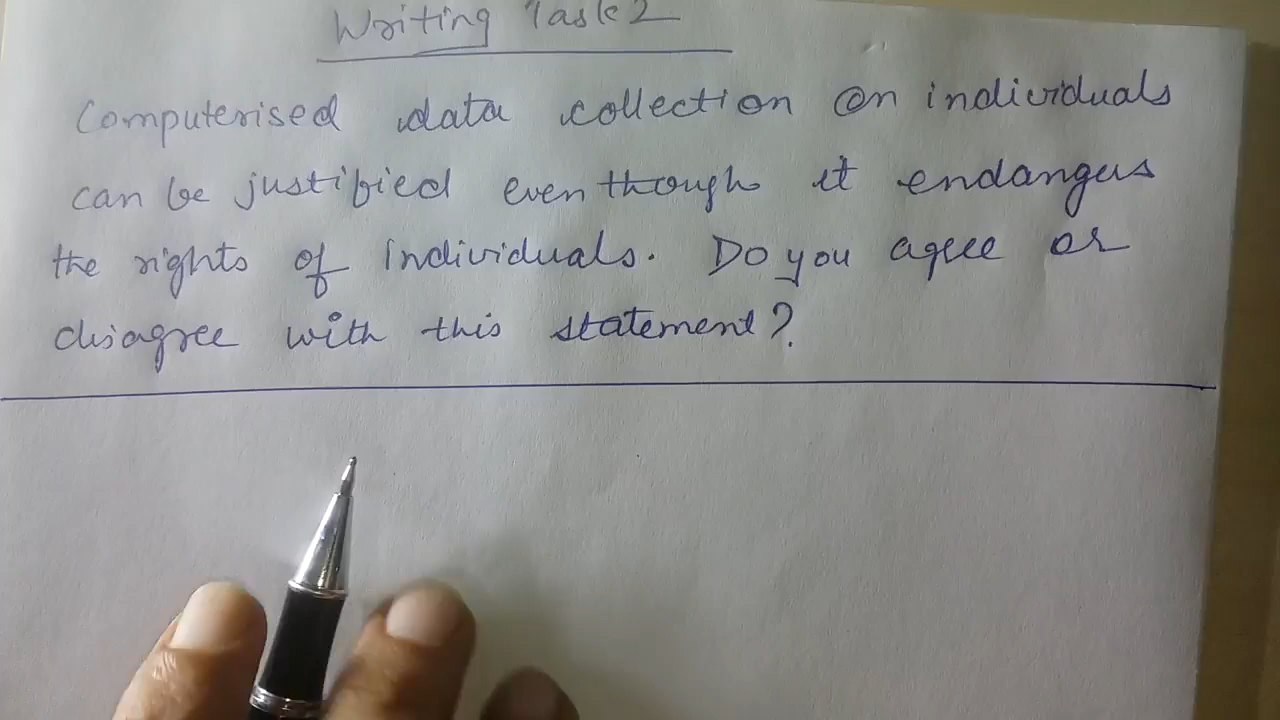 Writing Task 2
Computerised data collection on individuals
can be justified even though it endangers
the rights of individuals. Do you agree or
disagree with this statement?